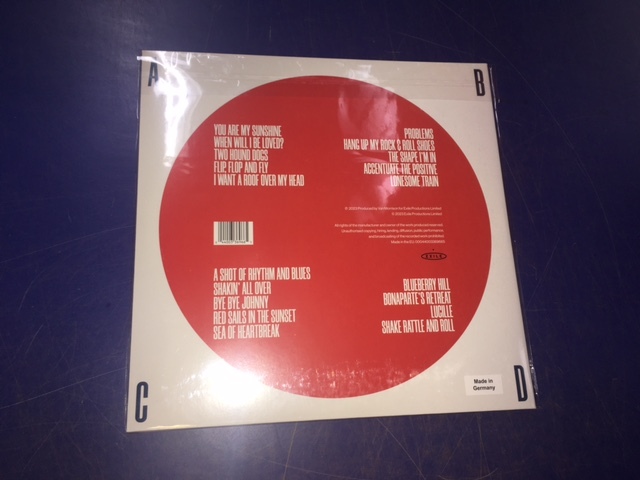 A
B
YOU ARE MY SUNSHINE
WHEN WILL I BE LOVED?
TWO HOUND DOGS
FLIP, FLOP AND FLY
I WANT A ROOF OVER MY HEAD
PROBLEMS
HANG UP MY ROCK & ROLL SHOES
THE SHAPE I'M IN
ACCENTUATE THE POSITIVE
LONESOME TRAIN
EXILE
A SHOT OF RHYTHM AND BLUES
SHAKIN' ALL OVER
BYE BYE JOHNNY
RED SAILS IN THE SUNSET
SEA OF HEARTBREAK
BLUEBERRY HILL
BONAPARTE'S RETREAT
LUCILLE
SHAKE RATTLE AND ROLL
C
D
Made in
Germany